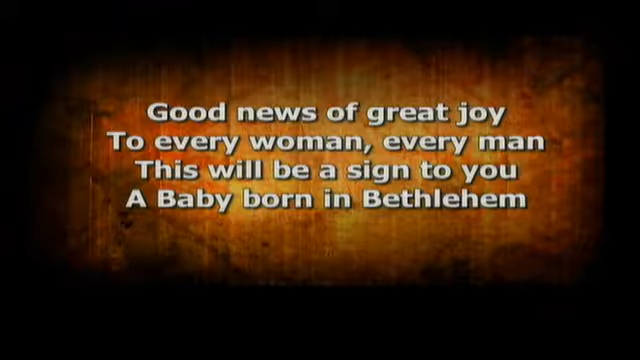 Good news of great joy
To every woman, every man
This will be a sign to you
A Baby born in Bethlehem